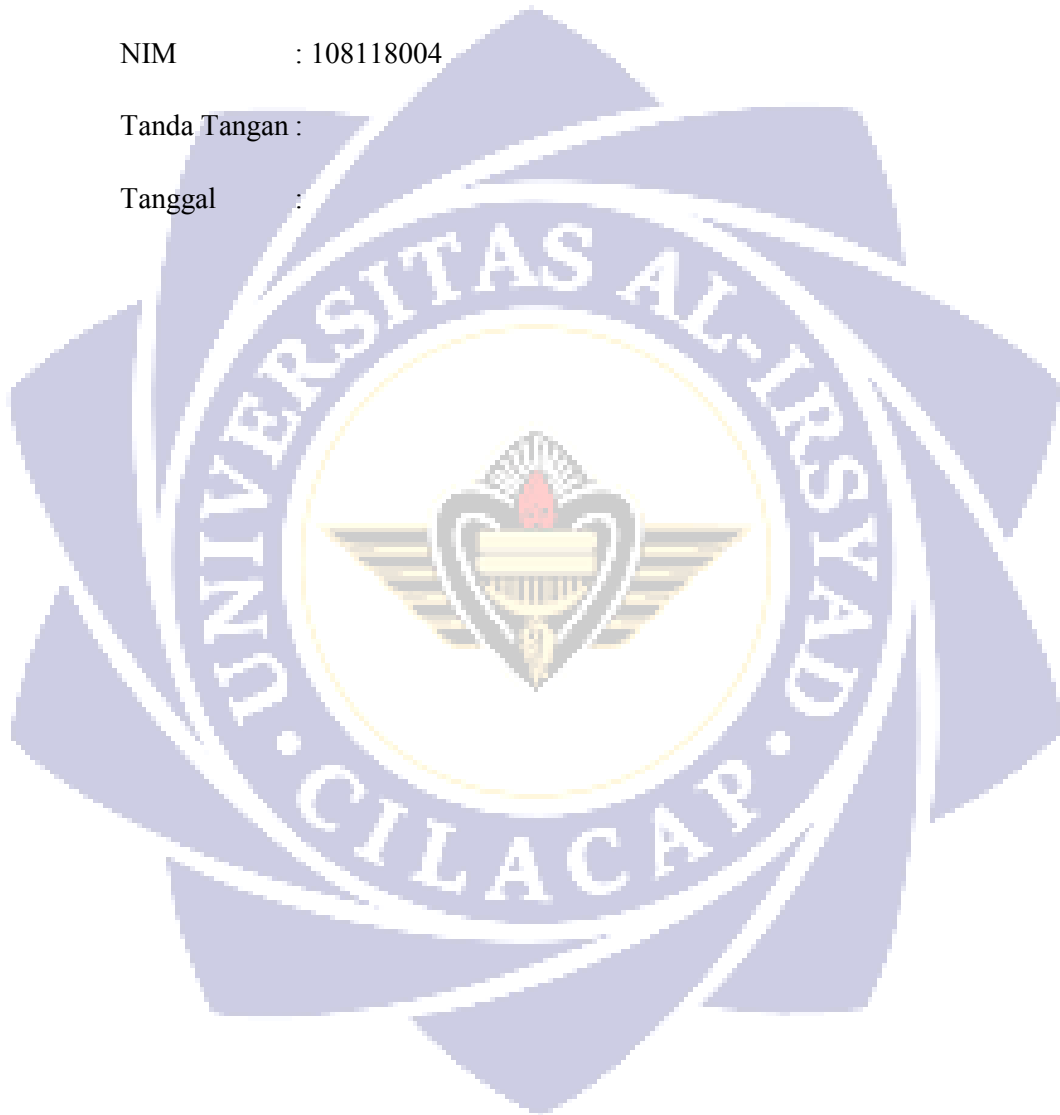 NIM : 108118004
Tanda Tangan :
Tanggal :
UNIVERSITAS AL-IRSYAD
CILACAP